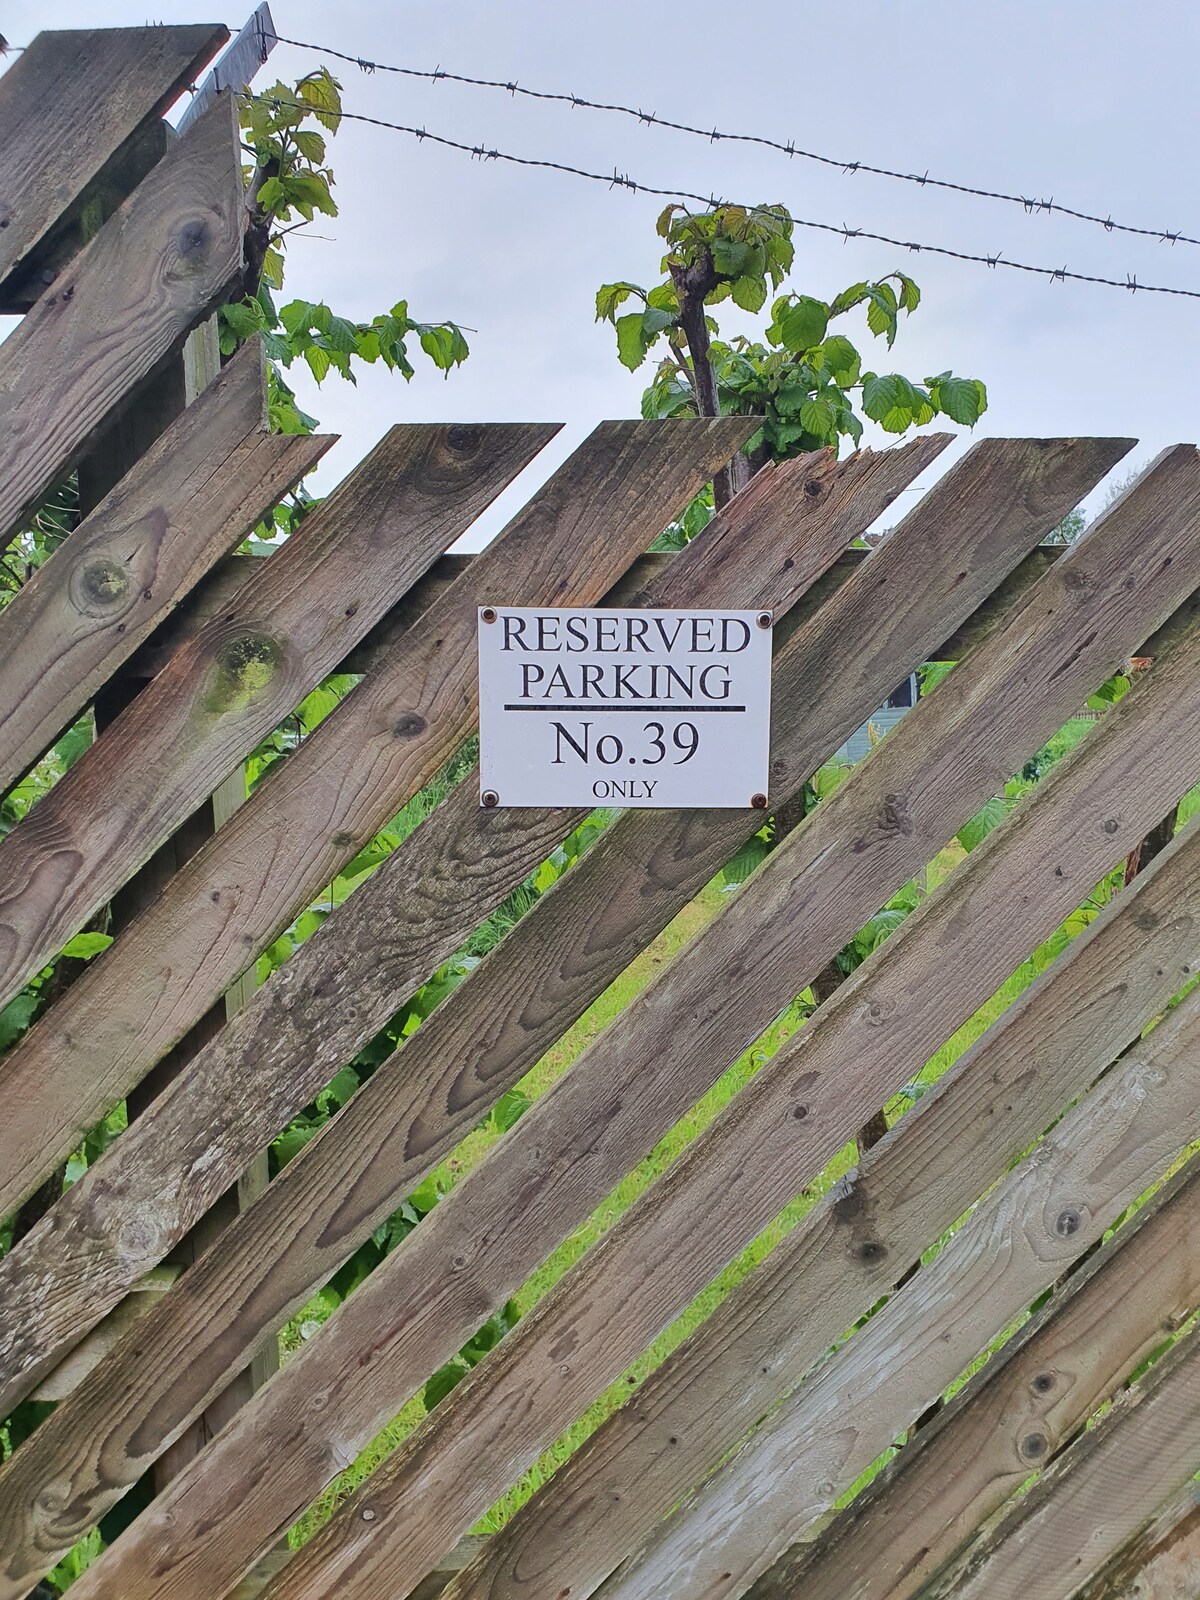 RESERVED
PARKING
No.39
ONLY